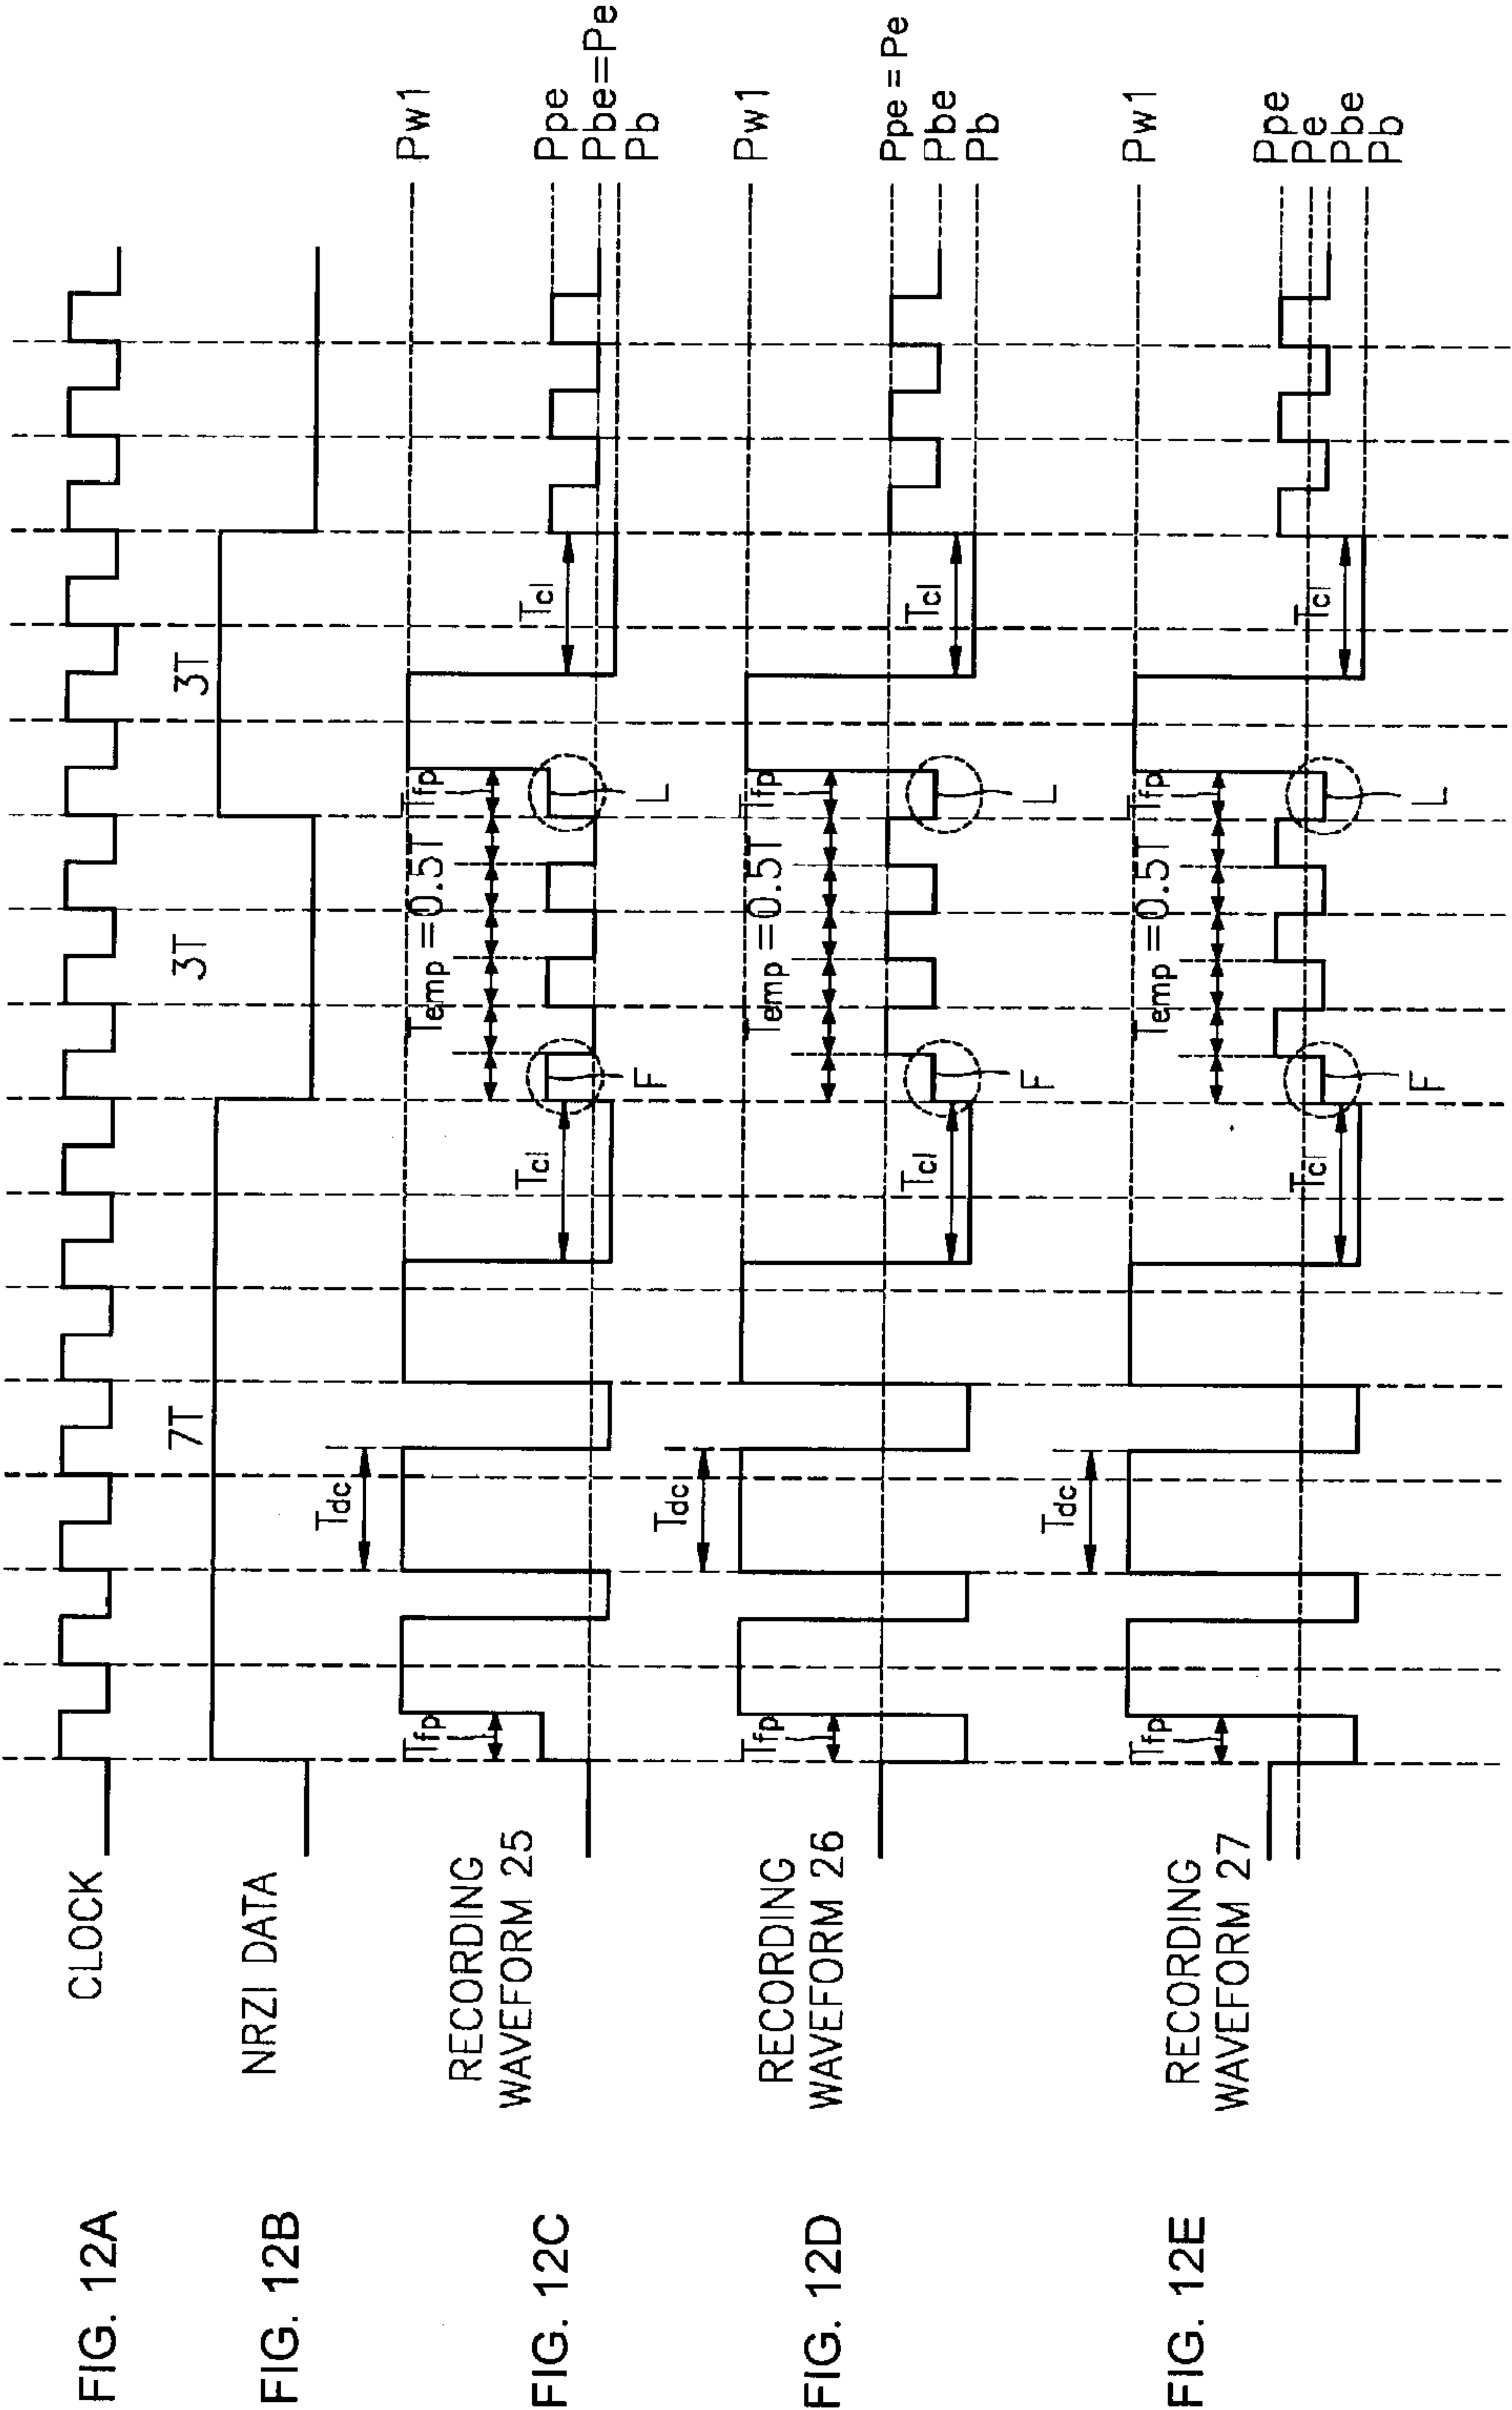 FIG. 12A
CLOCK
FIG. 12B
NRZI DATA
7T
3T
3T
FIG. 12C
RECORDING
WAVEFORM 25
Tfp
Tdc
Tcl
F
Temp=0.5T
Tfp
L
Tcl
Pw1
Ppe
Pbe=Pe
Pb
FIG. 12D
RECORDING
WAVEFORM 26
Tfp
Tdc
Tcl
F
Temp=0.5T
Tfp
L
Tcl
Pw1
Ppe=Pe
Pbe
Pb
FIG. 12E
RECORDING
WAVEFORM 27
Tfp
Tdc
Tcl
F
Temp=0.5T
Tfp
L
Tcl
Pw1
Ppe
Pe
Pbe
Pb